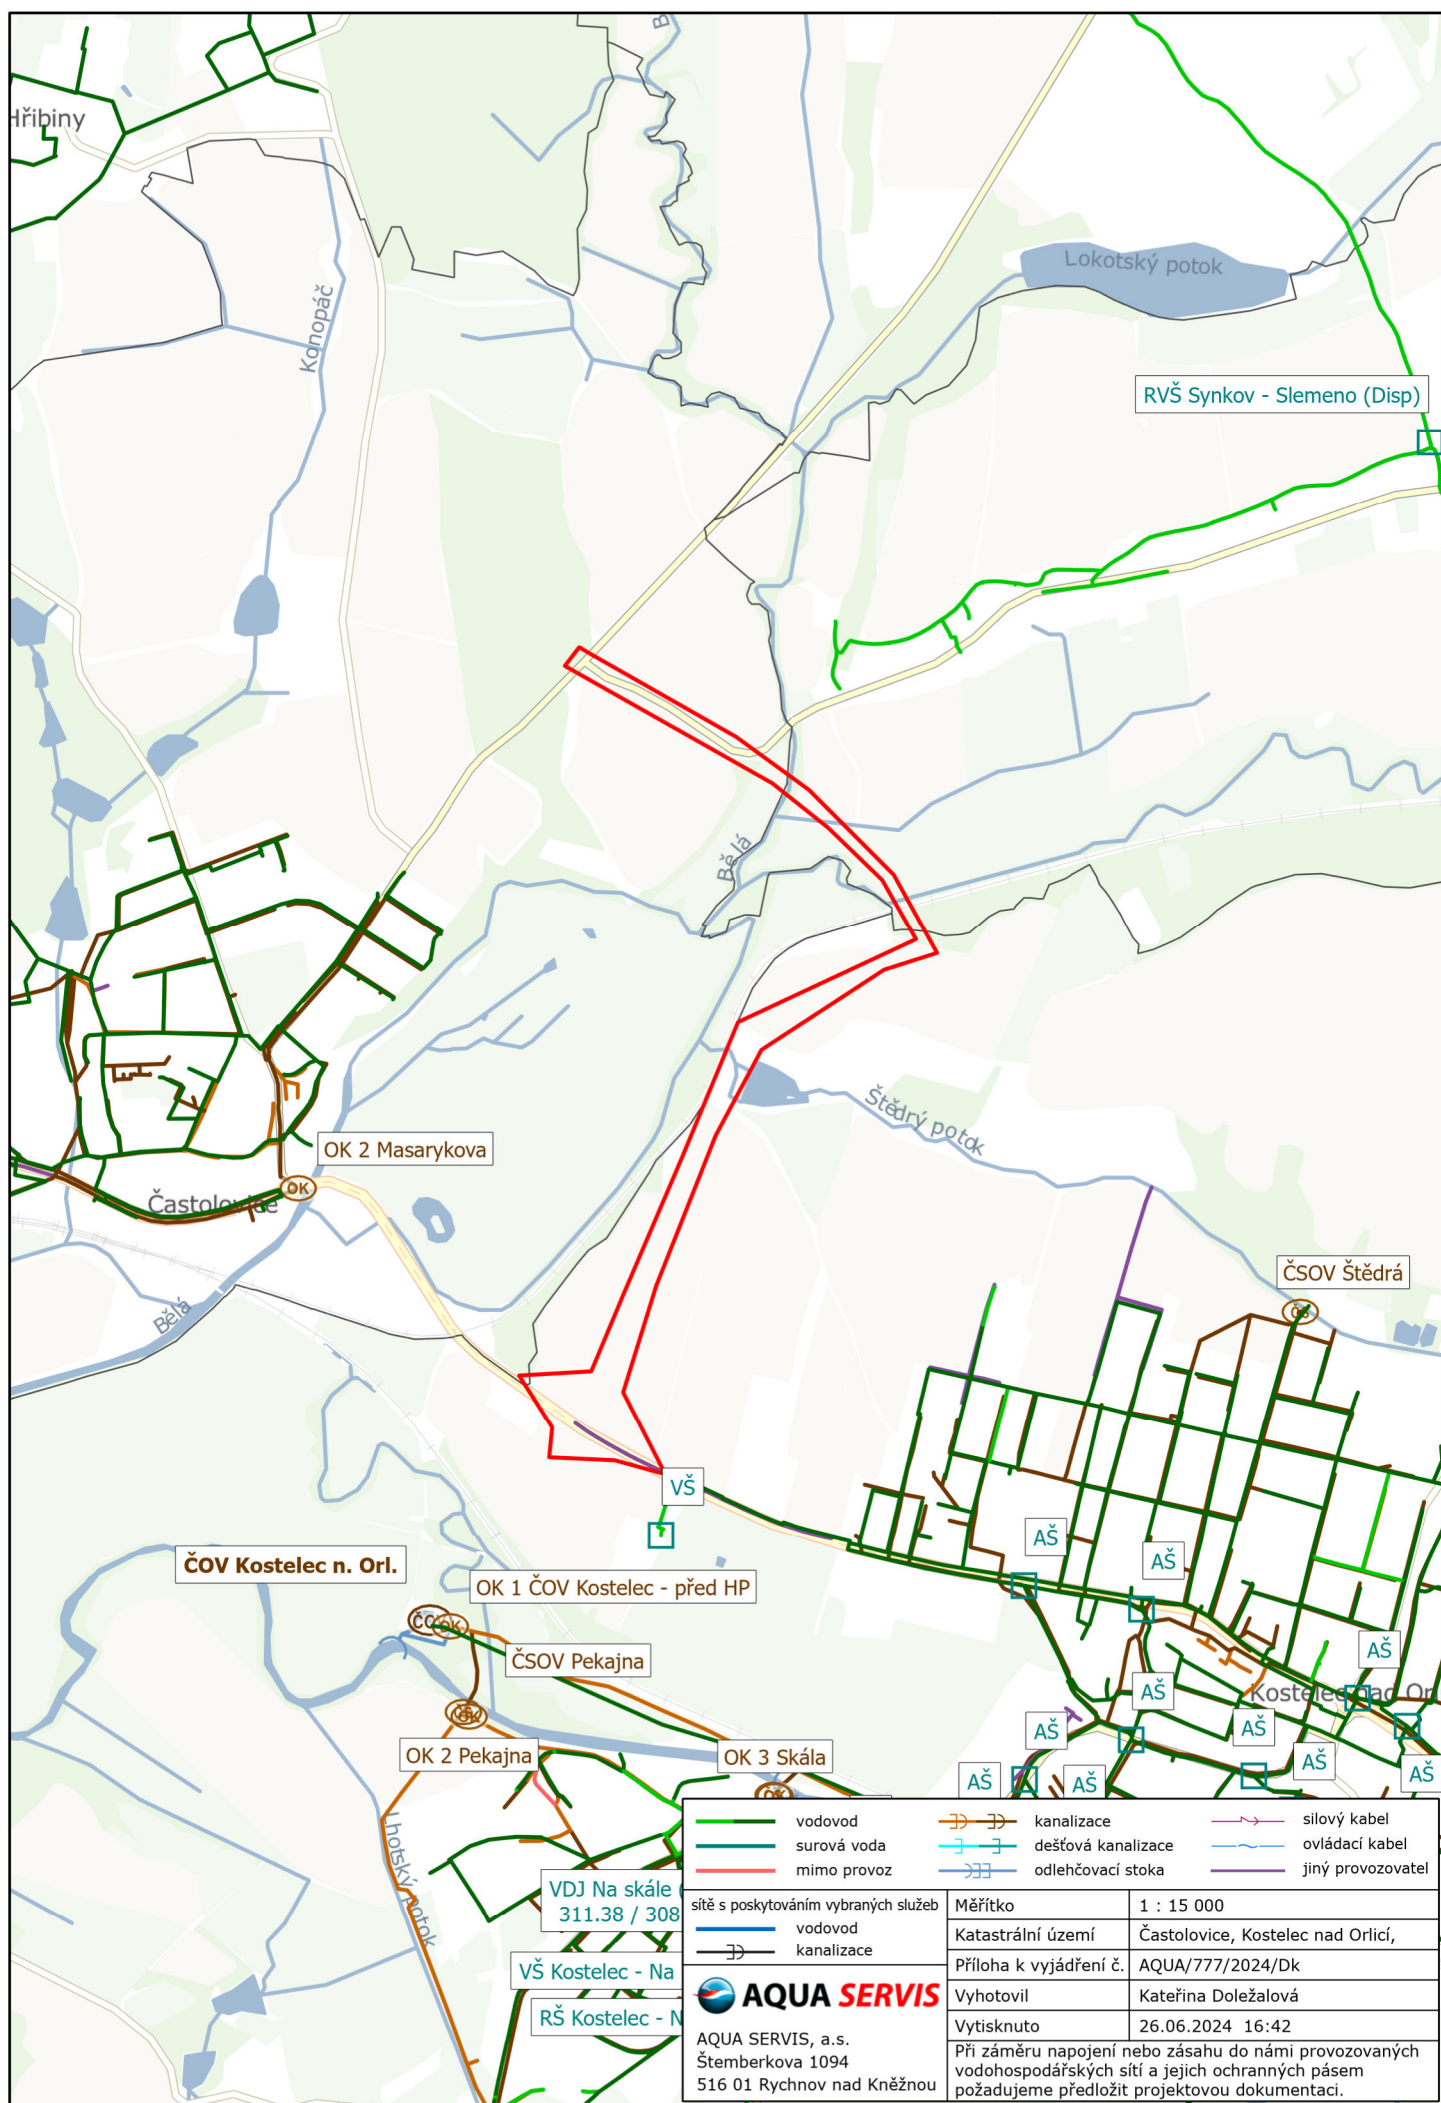 Hřibiny
Konopáč
Lokotský potok
RVŠ Synkov - Slemeno (Disp)
Bělá
Štědrý potok
OK 2 Masarykova
OK
Častolovice
Bělá
ČSOV Štědrá
VŠ
AŠ
AŠ
ČOV Kostelec n. Orl.
OK 1 ČOV Kostelec - před HP
OK
ČSOV Pekajna
AŠ
AŠ
Kostelec nad Or
AŠ
AŠ
AŠ
OK
OK 2 Pekajna
OK 3 Skála
AŠ
AŠ
AŠ
Lhotský potok
VDJ Na skále (
311.38 / 308
VŠ Kostelec - Na
RŠ Kostelec - N
vodovod
kanalizace
silový kabel
surová voda
dešťová kanalizace
ovládací kabel
mimo provoz
odlehčovací stoka
jiný provozovatel
sítě s poskytováním vybraných služeb
vodovod
kanalizace
Měřítko 1 : 15 000
Katastrální území Častolovice, Kostelec nad Orlicí,
Příloha k vyjádření č. AQUA/777/2024/Dk
Vyhotovil Kateřina Doležalová
Vytisknuto 26.06.2024 16:42
AQUA SERVIS
AQUA SERVIS, a.s.
Štemberkova 1094
516 01 Rychnov nad Kněžnou
Při záměru napojení nebo zásahu do námi provozovaných
vodohospodářských sítí a jejich ochranných pásem
požadujeme předložit projektovou dokumentaci.